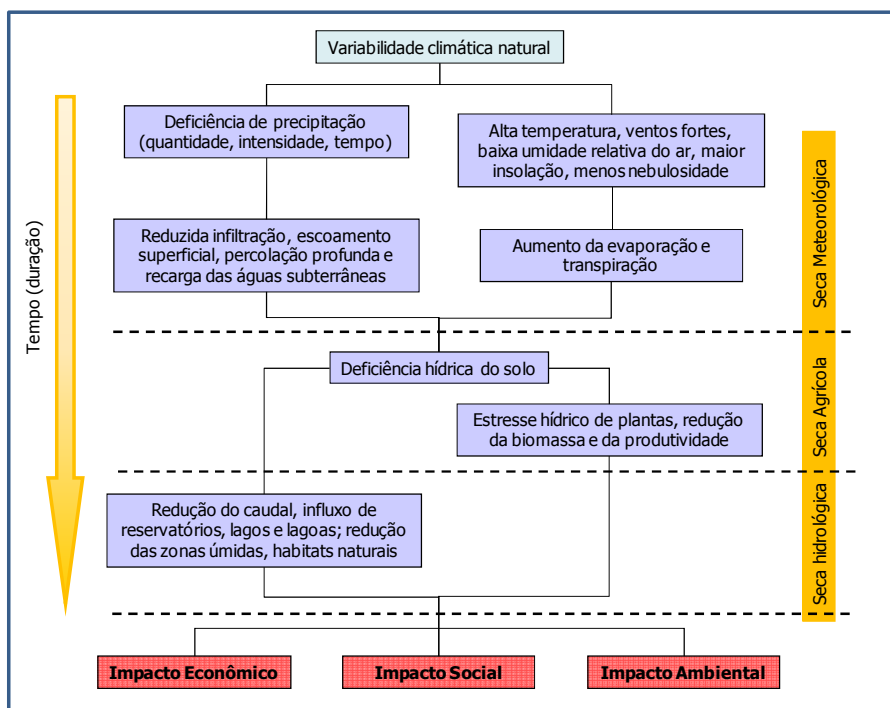 Variabilidade climática natural
Deficiência de precipitação
(quantidade, intensidade, tempo)
Alta temperatura, ventos fortes,
baixa umidade relativa do ar, maior
insolação, menos nebulosidade
Reduzida infiltração, escoamento
superficial, percolação profunda e
recarga das águas subterrâneas
Aumento da evaporação e
transpiração
Seca Meteorológica
Tempo (duração)
Deficiência hídrica do solo
Estresse hídrico de plantas, redução
da biomassa e da produtividade
Seca Agrícola
Redução do caudal, influxo de
reservatórios, lagos e lagoas; redução
das zonas úmidas, habitats naturais
Seca hidrológica
Impacto Econômico
Impacto Social
Impacto Ambiental